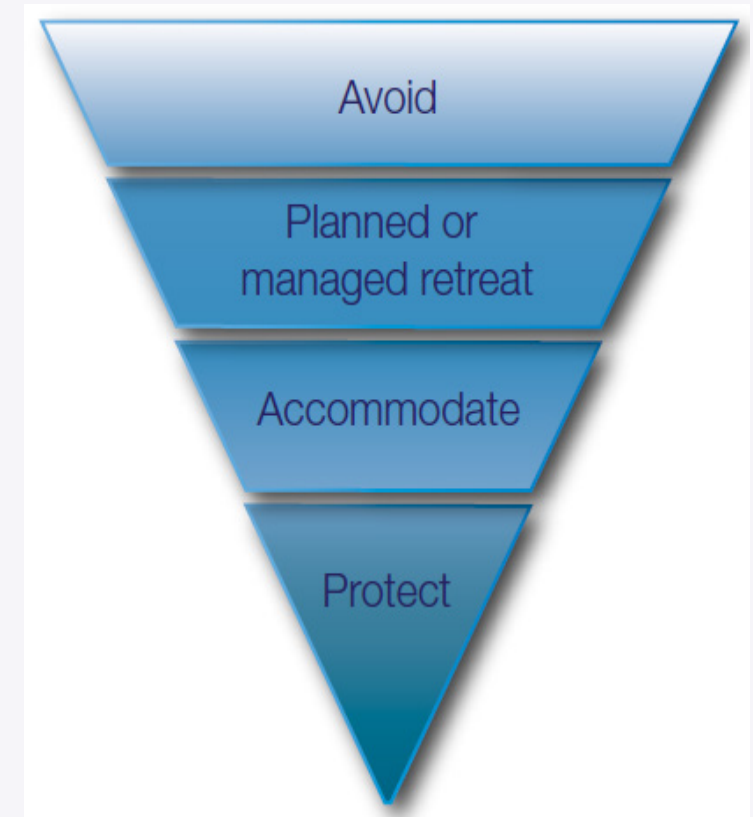 Avoid
Planned or
managed retreat
Accommodate
Protect